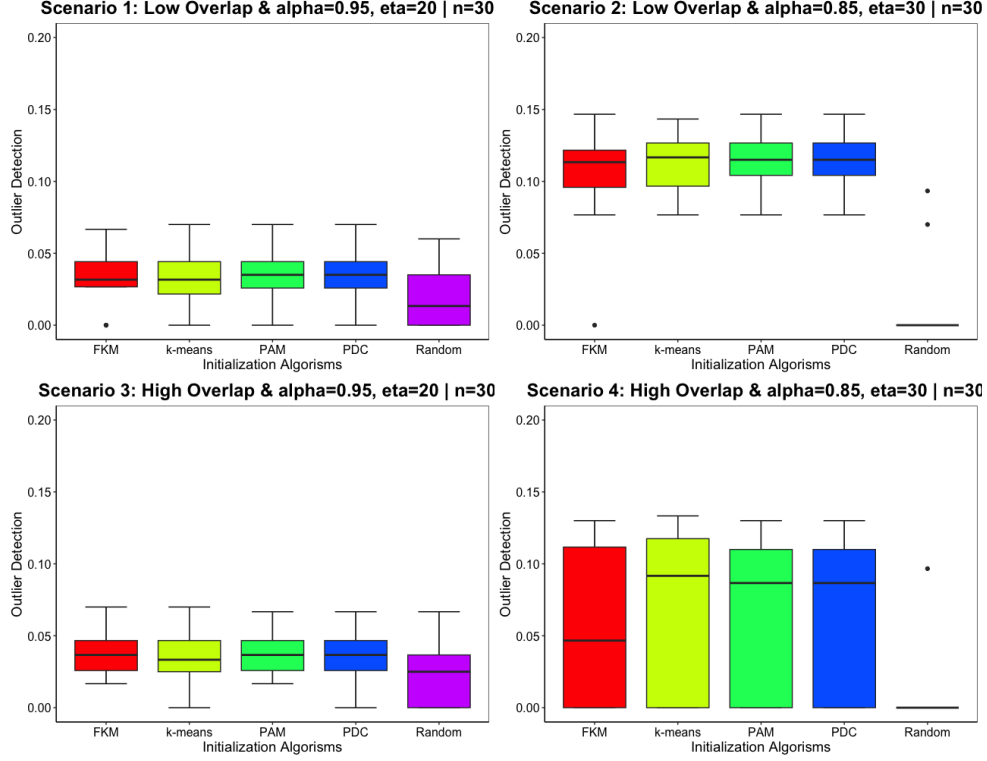 Scenario 1: Low Overlap & alpha=0.95, eta=20 | n=30
0.20
0.15
0.10
0.05
0.00
Outlier Detection
FKM k-means PAM PDC Random
Initialization Algorisms
Scenario 2: Low Overlap & alpha=0.85, eta=30 | n=30
0.20
0.15
0.10
0.05
0.00
Outlier Detection
FKM k-means PAM PDC Random
Initialization Algorisms
Scenario 3: High Overlap & alpha=0.95, eta=20 | n=30
0.20
0.15
0.10
0.05
0.00
Outlier Detection
FKM k-means PAM PDC Random
Initialization Algorisms
Scenario 4: High Overlap & alpha=0.85, eta=30 | n=30
0.20
0.15
0.10
0.05
0.00
Outlier Detection
FKM k-means PAM PDC Random
Initialization Algorisms